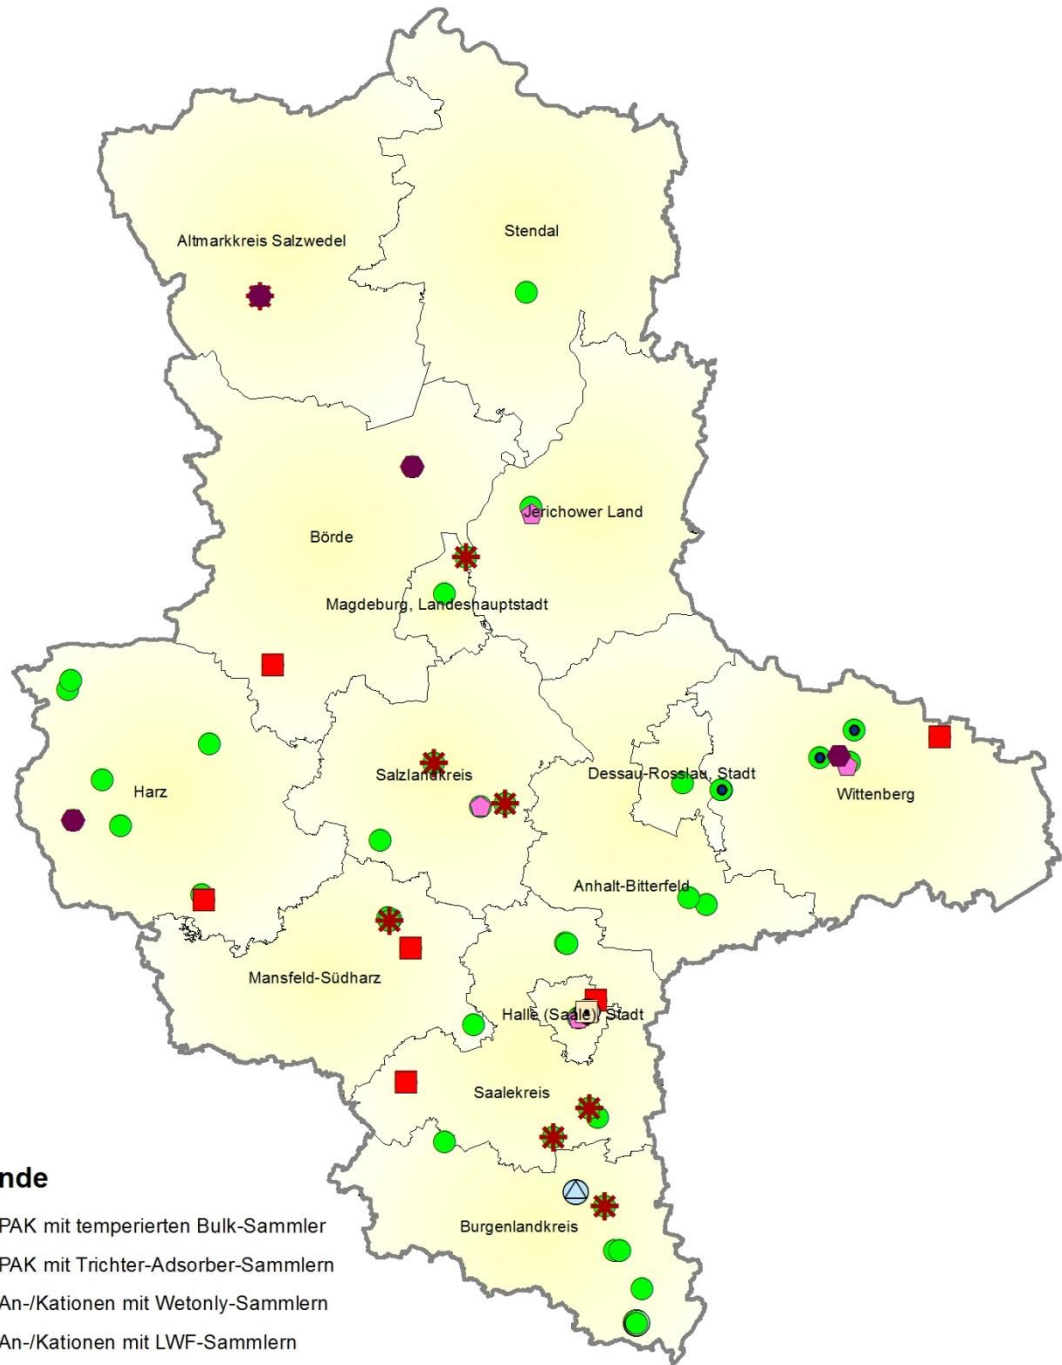 Stendal
Altmarkkreis Salzwedel
Jerichower Land
Börde
Magdeburg, Landeshauptstadt
Dessau-Rosslau, Stadt
Salzlandkreis
Harz
Wittenberg
Anhalt-Bitterfeld
Mansfeld-Südharz
Halle (Saale), Stadt
Saalekreis
nde
PAK mit temperierten Bulk-Sammler
Burgenlandkreis
PAK mit Trichter-Adsorber-Sammlern
An-/Kationen mit Wetonly-Sammlern
An-/Kationen mit LWF-Sammlern